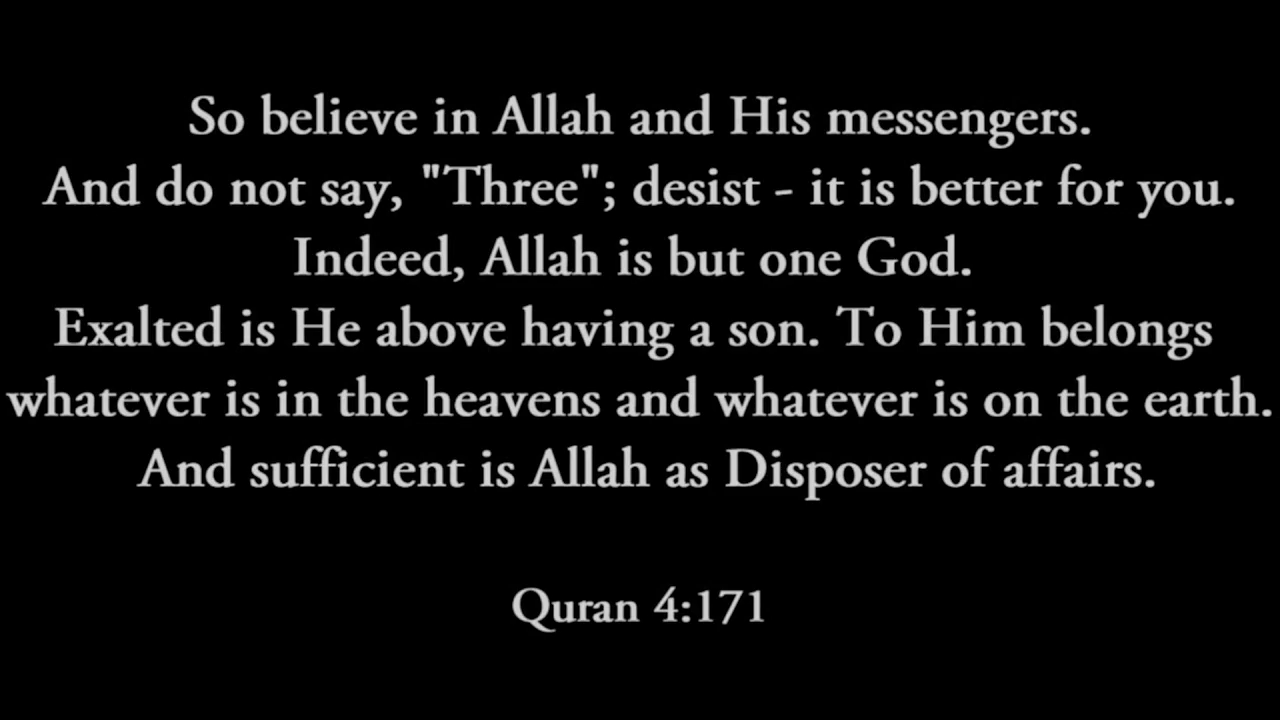 So believe in Allah and His messengers.
And do not say, "Three"; desist - it is better for you.
Indeed, Allah is but one God.
Exalted is He above having a son. To Him belongs
whatever is in the heavens and whatever is on the earth.
And sufficient is Allah as Disposer of affairs.
Quran 4:171